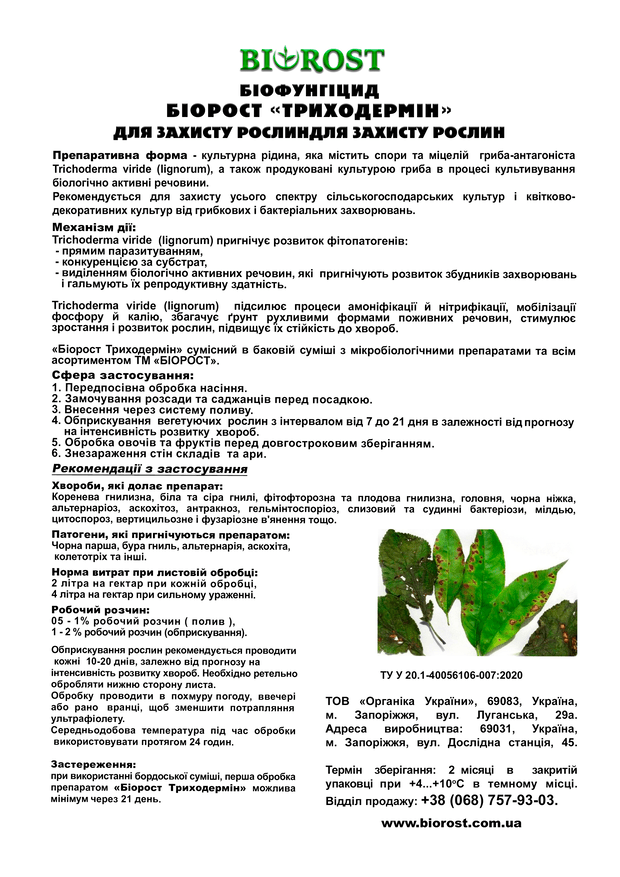 BIOROST
БІОФУНГІЦИД
БІОРОСТ «ТРИХОДЕРМІН»
ДЛЯ ЗАХИСТУ РОСЛИНДЛЯ ЗАХИСТУ РОСЛИН
Препаративна форма - культурна рідина, яка містить спори та міцелій гриба-антагоніста
Trichoderma viride (lignorum), а також продуковані культурою гриба в процесі культивування
біологічно активні речовини.
Рекомендується для захисту усього спектру сільськогосподарських культур і квітково-
декоративних культур від грибкових і бактеріальних захворювань.
Механізм дії:
Trichoderma viride (lignorum) пригнічує розвиток фітопатогенів:
- прямим паразитуванням,
- конкуренцією за субстрат,
- виділенням біологічно активних речовин, які пригнічують розвиток збудників захворювань
і гальмують їх репродуктивну здатність.
Trichoderma viride (lignorum) підсилює процеси амоніфікації й нітрифікації, мобілізації
фосфору й калію, збагачує ґрунт рухливими формами поживних речовин, стимулює
зростання і розвиток рослин, підвищує їх стійкість до хвороб.
«Біорост Триходермін» сумісний в баковій суміші з мікробіологічними препаратами та всім
асортиментом ТМ «БІОРОСТ».
Сфера застосування:
1. Передпосівна обробка насіння.
2. Замочування розсади та саджанців перед посадкою.
3. Внесення через систему поливу.
4. Обприскування вегетуючих рослин з інтервалом від 7 до 21 дня в залежності від прогнозу
на інтенсивність розвитку хвороб.
5. Обробка овочів та фруктів перед довгостроковим зберіганням.
6. Знезараження стін складів та ари.
Рекомендації з застосування
Хвороби, які долає препарат:
Коренева гнилизна, біла та сіра гнилі, фітофторозна та плодова гнилизна, головня, чорна ніжка,
альтернаріоз, аскохітоз, антракноз, гельмінтоспоріоз, слизовий та судинні бактеріози, мілдью,
цитоспороз, вертицильозне і фузаріозне в'янення тощо.
Патогени, які пригнічуються препаратом:
Чорна парша, бура гниль, альтернарія, аскохіта,
колетотріх та інші.
Норма витрат при листовій обробці:
2 літра на гектар при кожній обробці,
4 літра на гектар при сильному ураженні.
Робочий розчин:
05 - 1% робочий розчин ( полив ),
1 - 2 % робочий розчин (обприскування).
Обприскування рослин рекомендується проводити
кожні 10-20 днів, залежно від прогнозу на
інтенсивність розвитку хвороб. Необхідно ретельно
обробляти нижню сторону листа.
Обробку проводити в похмуру погоду, ввечері
або рано вранці, щоб зменшити потрапляння
ультрафіолету.
Середньодобова температура під час обробки
використовувати протягом 24 годин.
Застереження:
при використанні бордоської суміші, перша обробка
препаратом «Біорост Триходермін» можлива
мінімум через 21 день.
ТУ У 20.1-40056106-007:2020
ТОВ «Органіка України», 69083, Україна,
м. Запоріжжя, вул. Луганська, 29а.
Адреса виробництва: 69031, Україна,
м. Запоріжжя, вул. Дослідна станція, 45.
Термін зберігання: 2 місяці в закритій
упаковці при +4...+10°С в темному місці.
Відділ продажу: +38 (068) 757-93-03.
www.biorost.com.ua